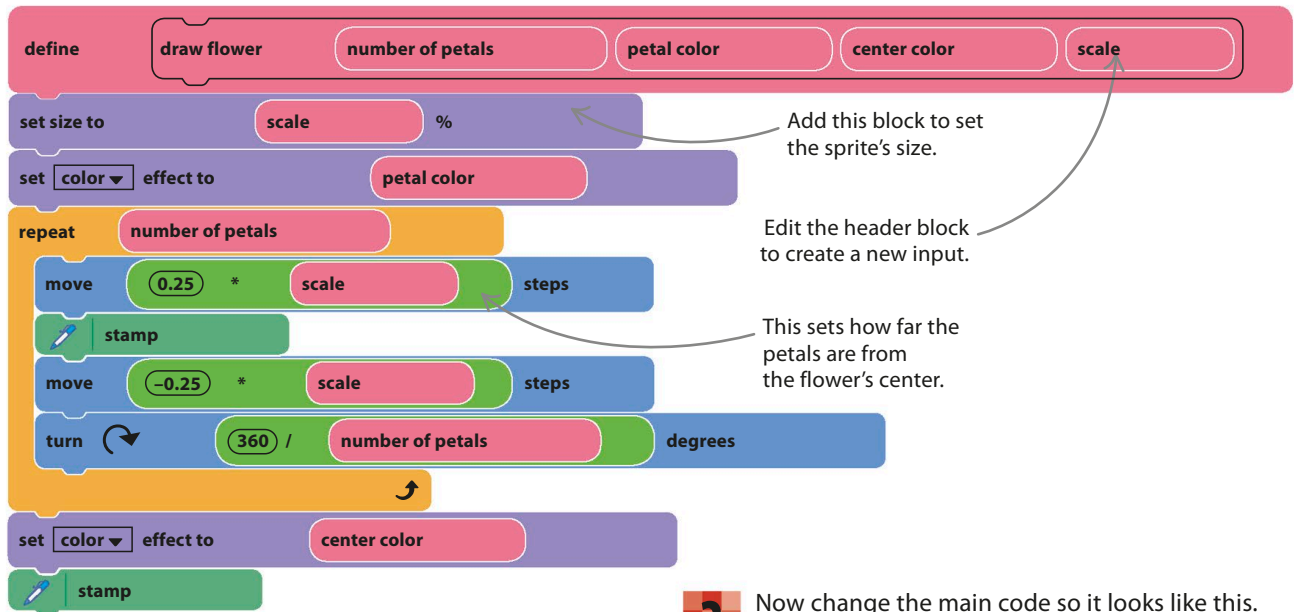 define draw flower number of petals petal color center color scale
set size to scale %
Add this block to set
the sprite's size.
set color effect to petal color
Edit the header block
to create a new input.
repeat number of petals
move 0.25 * scale steps
This sets how far the
petals are from
the flower's center.
stamp
move –0.25 * scale steps
turn 360 / number of petals degrees
set color effect to center color
stamp
Now change the main code so it looks like this.